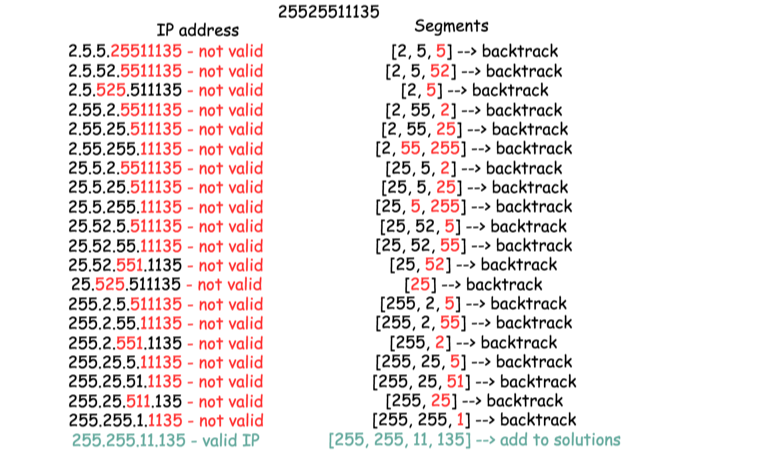 25525511135
IP address Segments
2.5.5.25511135 - not valid [2, 5, 5] --> backtrack
2.5.52.5511135 - not valid [2, 5, 52] --> backtrack
2.5.525.511135 - not valid [2, 5] --> backtrack
2.55.2.5511135 - not valid [2, 55, 2] --> backtrack
2.55.25.511135 - not valid [2, 55, 25] --> backtrack
2.55.255.11135 - not valid [2, 55, 255] --> backtrack
25.5.2.5511135 - not valid [25, 5, 2] --> backtrack
25.5.25.511135 - not valid [25, 5, 25] --> backtrack
25.5.255.11135 - not valid [25, 5, 255] --> backtrack
25.52.5.511135 - not valid [25, 52, 5] --> backtrack
25.52.55.11135 - not valid [25, 52, 55] --> backtrack
25.52.551.1135 - not valid [25, 52] --> backtrack
25.525.511135 - not valid [25] --> backtrack
255.2.5.511135 - not valid [255, 2, 5] --> backtrack
255.2.55.11135 - not valid [255, 2, 55] --> backtrack
255.2.551.1135 - not valid [255, 2] --> backtrack
255.25.5.11135 - not valid [255, 25, 5] --> backtrack
255.25.51.1135 - not valid [255, 25, 51] --> backtrack
255.25.511.135 - not valid [255, 25] --> backtrack
255.255.1.1135 - not valid [255, 255, 1] --> backtrack
255.255.11.135 - valid IP [255, 255, 11, 135] --> add to solutions